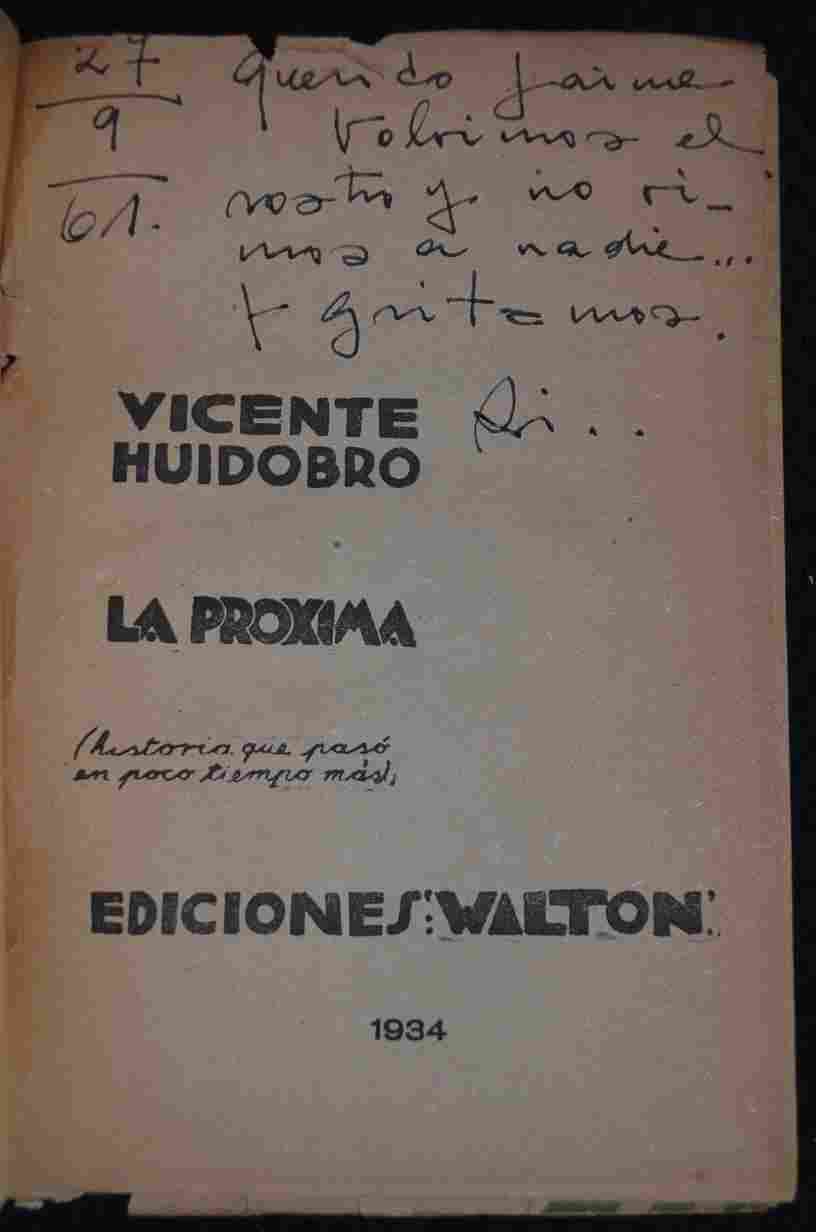 27
9
61.
Querido Jaime
Volvimos el
rostro y no vi-
mos a nadie...
Y gritamos.
VICENTE
HUIDOBRO
LA PROXIMA
(historia que pasó
en poco tiempo más),
EDICIONES "WALTON"
1934